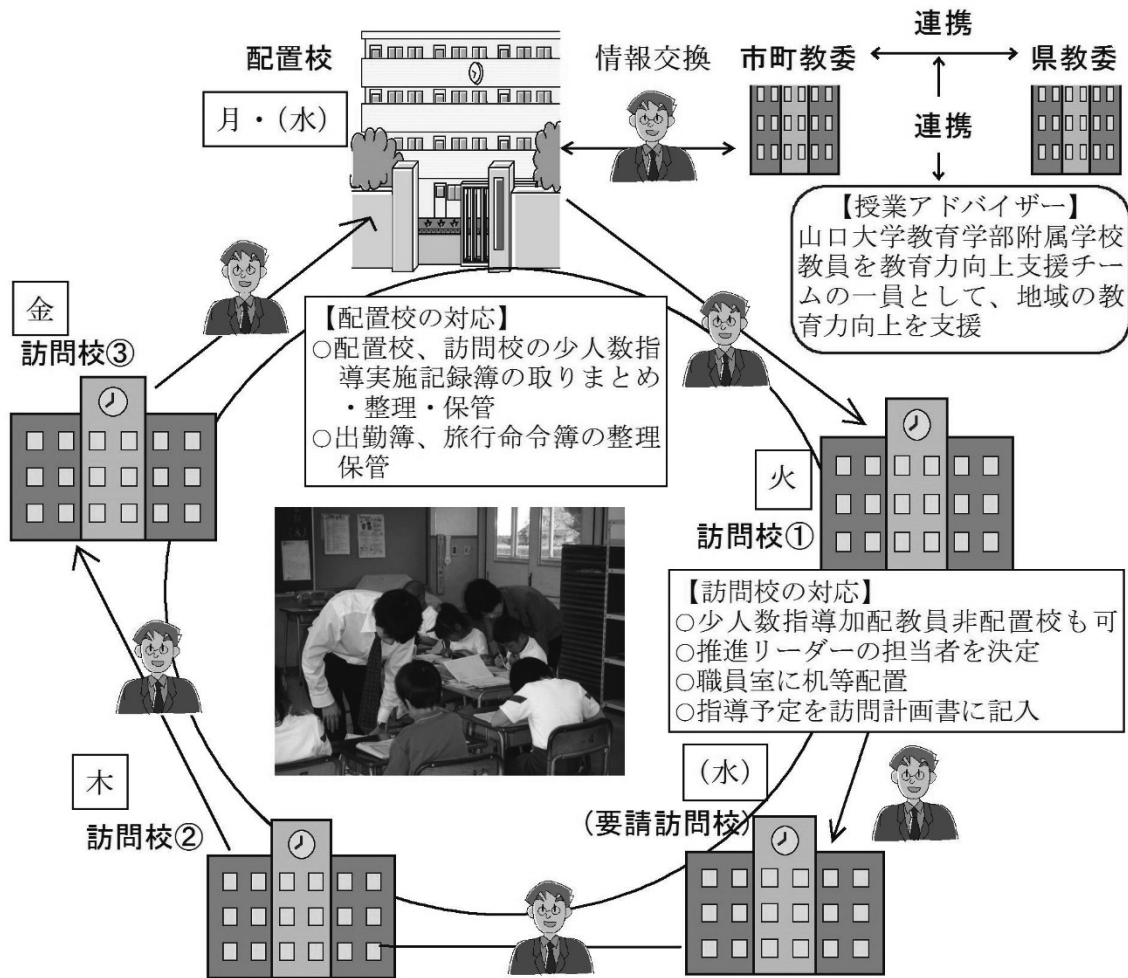 配置校
月・(水)
情報交換
市町教委
連携
県教委
連携
【授業アドバイザー】
山口大学教育学部附属学校
教員を教育力向上支援チー
ムの一員として、地域の教
育力向上を支援
金
訪問校③
【配置校の対応】
○配置校、訪問校の少人数指
導実施記録簿の取りまとめ
・整理・保管
○出勤簿、旅行命令簿の整理
保管
火
訪問校①
【訪問校の対応】
○少人数指導加配教員非配置校も可
○推進リーダーの担当者を決定
○職員室に机等配置
○指導予定を訪問計画書に記入
(水)
(要請訪問校)
木
訪問校②